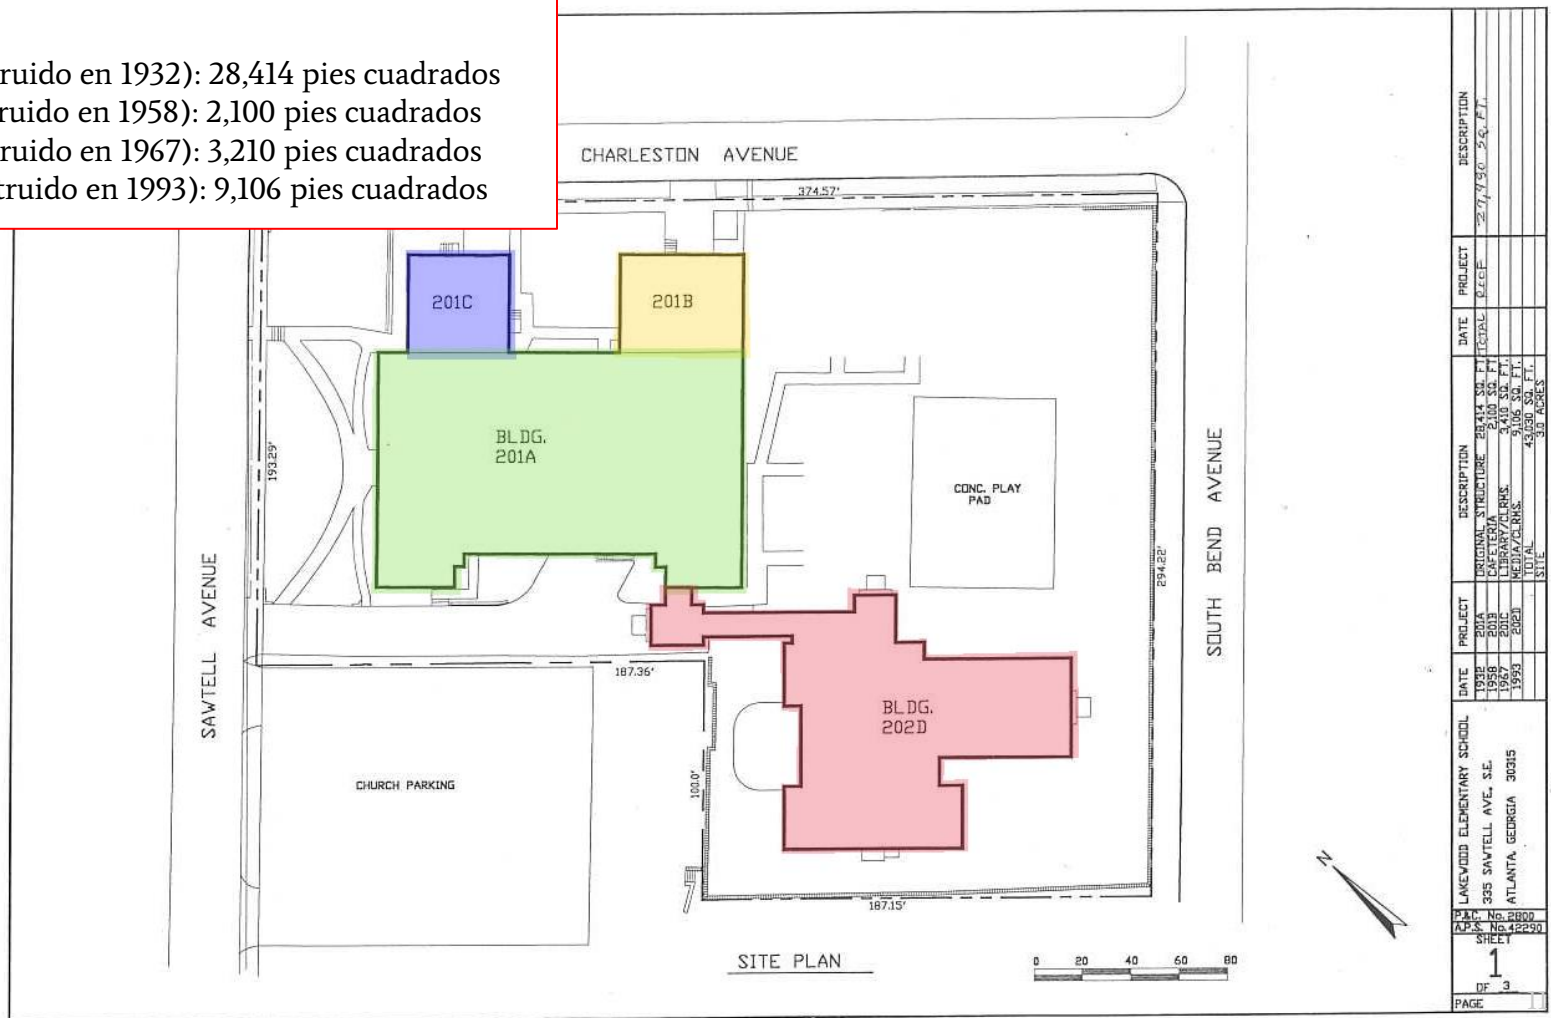 ruido en 1932): 28,414 pies cuadrados
ruido en 1958): 2,100 pies cuadrados
ruido en 1967): 3,210 pies cuadrados
truido en 1993): 9,106 pies cuadrados
CHARLESTON AVENUE
374.57'
201C
201B
BLDG.
201A
193.29'
CONC. PLAY
PAD
SAWTELL AVENUE
SOUTH BEND AVENUE
294.22'
187.36'
BLDG.
202D
100.0'
CHURCH PARKING
187.15'
SITE PLAN
0 20 40 60 80
N
DATE PROJECT DESCRIPTION DATE PROJECT DESCRIPTION
1932 201A ORIGINAL STRUCTURE 28,414 SQ. FT. TOTAL ROOF 27,490 SQ. FT.
1958 201B CAFETERIA 2,100 SQ. FT.
1967 201C LIBRARY/CLRMS. 3,410 SQ. FT.
1993 202D MEDIA/CLRMS. 9,106 SQ. FT.
TOTAL 43,030 SQ. FT.
SITE 3.0 ACRES
LAKEWOOD ELEMENTARY SCHOOL
335 SAWTELL AVE. S.E.
ATLANTA, GEORGIA 30315
P.&C. No. 2800
A.P.S. No. 42290
SHEET
1
OF 3
PAGE 11